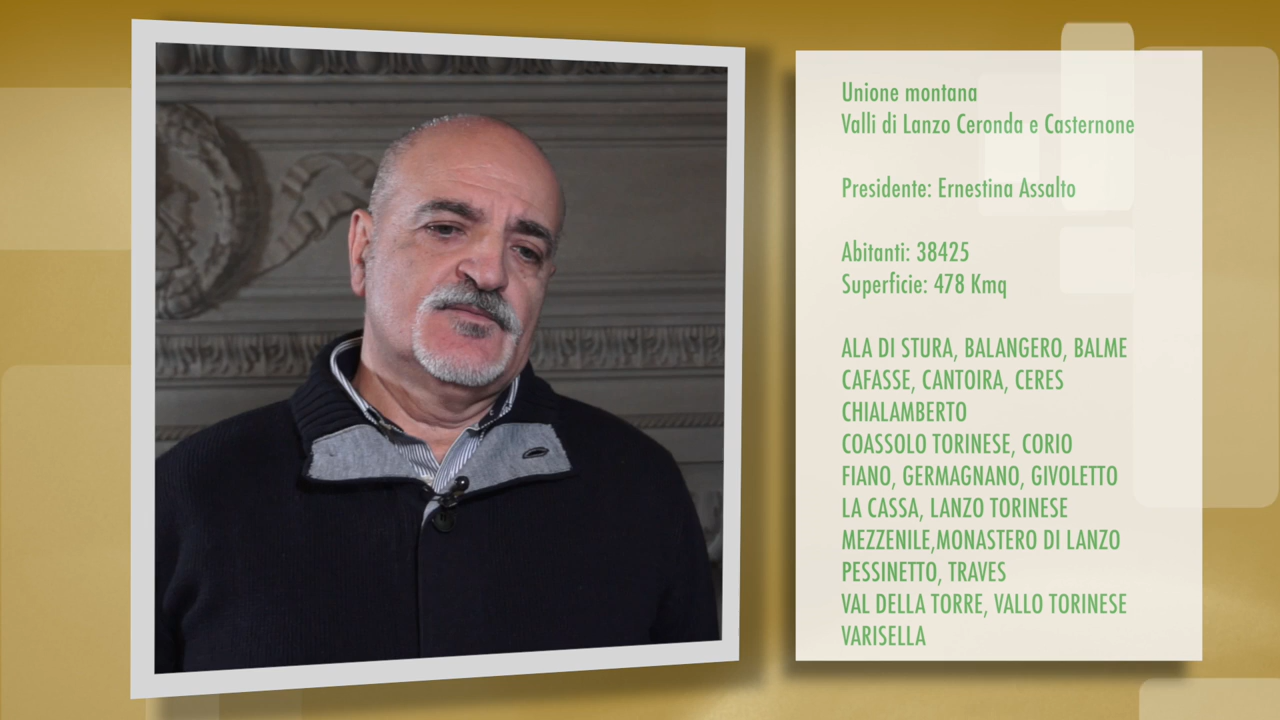 Unione montana
Valli di Lanzo Ceronda e Casternone
Presidente: Ernestina Assalto
Abitanti: 38425
Superficie: 478 Kmq
ALA DI STURA, BALANGERO, BALME
CAFASSE, CANTOIRA, CERES
CHIALAMBERTO
COASSOLO TORINESE, CORIO
FIANO, GERMAGNANO, GIVOLETTO
LA CASSA, LANZO TORINESE
MEZZENILE,MONASTERO DI LANZO
PESSINETTO, TRAVES
VAL DELLA TORRE, VALLO TORINESE
VARISELLA